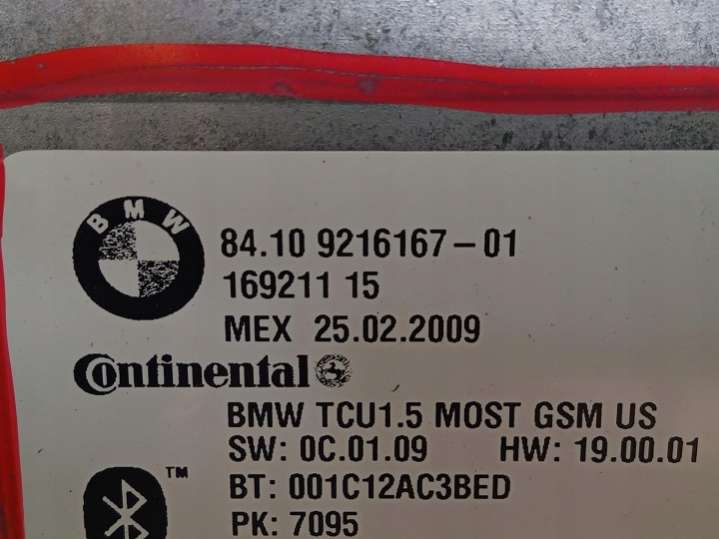 BMW
84.10 9216167-01
169211 15
MEX 25.02.2009
Continental
BMW TCU1.5 MOST GSM US
SW: 0C.01.09 HW: 19.00.01
™
BT: 001C12AC3BED
PK: 7095